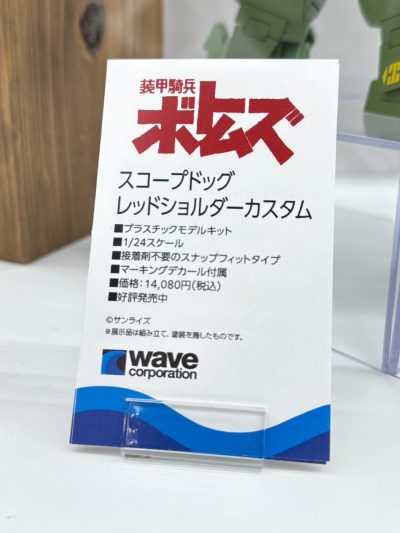 装甲騎兵
ボトムズ
スコープドッグ
レッドショルダーカスタム
■プラスチックモデルキット
■1/24スケール
■接着剤不要のスナップフィットタイプ
■マーキングデカール付属
■価格：14,080円(税込)
■好評発売中
©サンライズ
※展示品は組み立て、塗装を施したものです。
wave
corporation